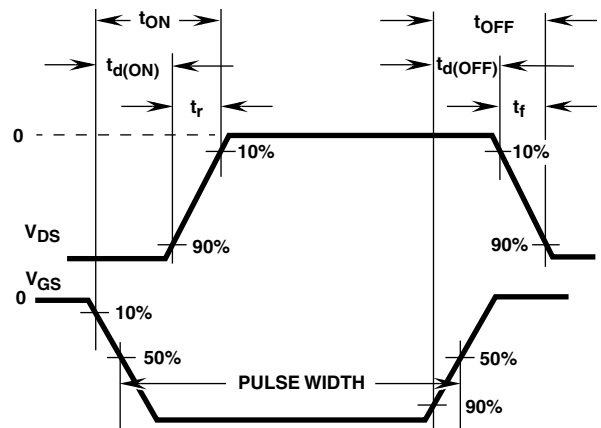 tON tOFF
td(ON) td(OFF)
tr tf
0
10% 10%
VDS 90% 90%
VGS
0
10%
50% 50%
PULSE WIDTH
90%